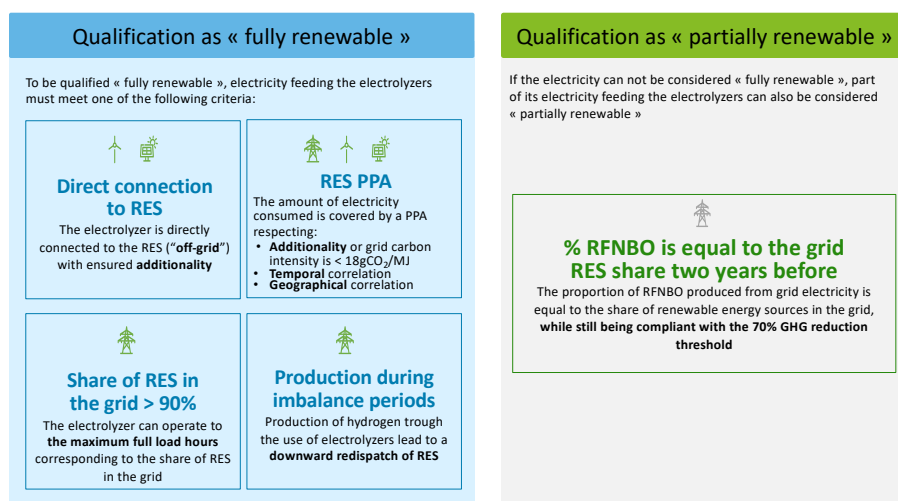 Qualification as « fully renewable »
To be qualified « fully renewable », electricity feeding the electrolyzers
must meet one of the following criteria:
Direct connection
to RES
The electrolyzer is directly
connected to the RES (“off-grid”)
with ensured additionality
RES PPA
The amount of electricity
consumed is covered by a PPA
respecting:
• Additionality or grid carbon
intensity is < 18gCO₂/MJ
• Temporal correlation
• Geographical correlation
Share of RES in
the grid > 90%
The electrolyzer can operate to
the maximum full load hours
corresponding to the share of RES
in the grid
Production during
imbalance periods
Production of hydrogen trough
the use of electrolyzers lead to a
downward redispatch of RES
Qualification as « partially renewable »
If the electricity can not be considered « fully renewable », part
of its electricity feeding the electrolyzers can also be considered
« partially renewable »
% RFNBO is equal to the grid
RES share two years before
The proportion of RFNBO produced from grid electricity is
equal to the share of renewable energy sources in the grid,
while still being compliant with the 70% GHG reduction
threshold